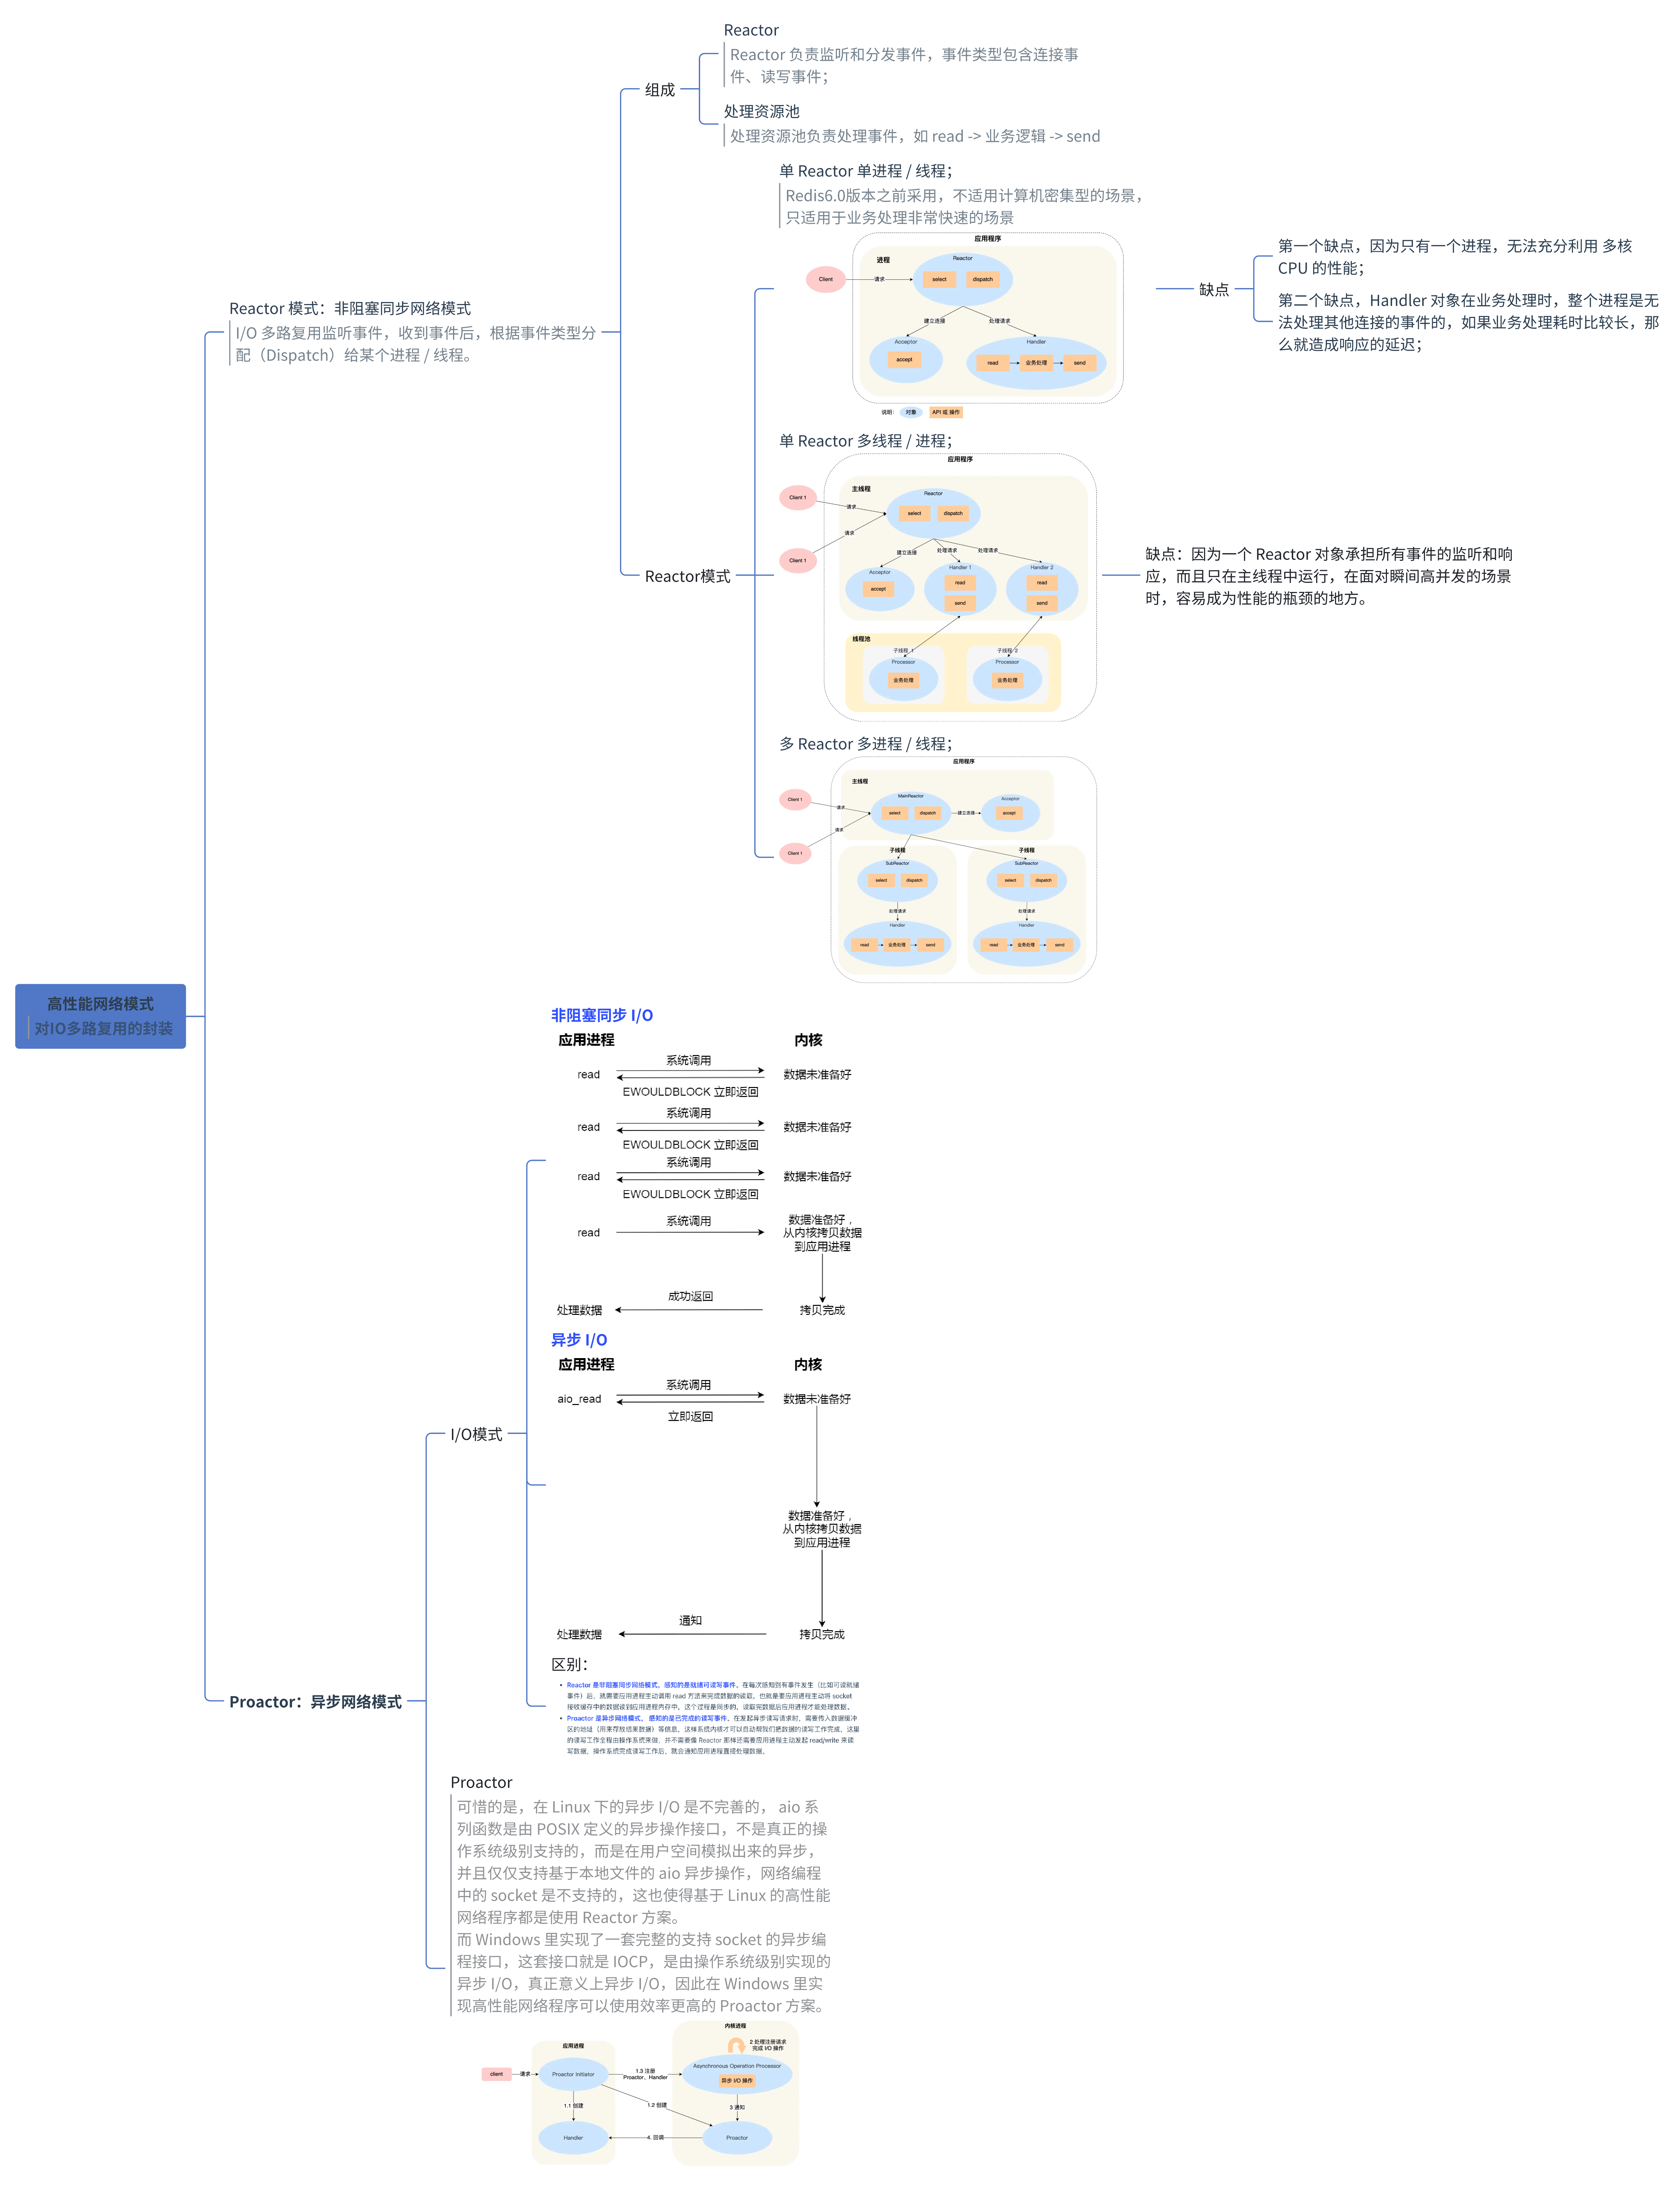 高性能网络模式
对IO多路复用的封装
Reactor 模式：非阻塞同步网络模式
I/O 多路复用监听事件，收到事件后，根据事件类型分
配（Dispatch）给某个进程 / 线程。
组成
Reactor
Reactor 负责监听和分发事件，事件类型包含连接事
件、读写事件；
处理资源池
处理资源池负责处理事件，如 read -> 业务逻辑 -> send
Reactor模式
单 Reactor 单进程 / 线程；
Redis6.0版本之前采用，不适用计算机密集型的场景，
只适用于业务处理非常快速的场景
应用程序
进程
Reactor
Client
请求
select
dispatch
建立连接
处理请求
Acceptor
accept
Handler
read
业务处理
send
说明：
对象
API 或 操作
缺点
第一个缺点，因为只有一个进程，无法充分利用 多核
CPU 的性能；
第二个缺点，Handler 对象在业务处理时，整个进程是无
法处理其他连接的事件的，如果业务处理耗时比较长，那
么就造成响应的延迟；
单 Reactor 多线程 / 进程；
应用程序
主线程
Reactor
Client 1
请求
select
dispatch
请求
Client 1
建立连接
处理请求
处理请求
Acceptor
accept
Handler 1
read
send
Handler 2
read
send
线程池
子线程 1
Processor
业务处理
子线程 2
Processor
业务处理
缺点：因为一个 Reactor 对象承担所有事件的监听和响
应，而且只在主线程中运行，在面对瞬间高并发的场景
时，容易成为性能的瓶颈的地方。
多 Reactor 多进程 / 线程；
应用程序
主线程
MainReactor
Client 1
请求
select
dispatch
建立连接
Acceptor
accept
请求
Client 1
子线程
SubReactor
select
dispatch
处理请求
Handler
read
业务处理
send
子线程
SubReactor
select
dispatch
处理请求
Handler
read
业务处理
send
Proactor：异步网络模式
I/O模式
非阻塞同步 I/O
应用进程
内核
系统调用
read
数据未准备好
EWOULDBLOCK 立即返回
系统调用
read
数据未准备好
EWOULDBLOCK 立即返回
系统调用
read
数据未准备好
EWOULDBLOCK 立即返回
系统调用
read
数据准备好，
从内核拷贝数据
到应用进程
成功返回
处理数据
拷贝完成
异步 I/O
应用进程
内核
系统调用
aio_read
数据未准备好
立即返回
数据准备好，
从内核拷贝数据
到应用进程
通知
处理数据
拷贝完成
区别：
• Reactor 是非阻塞同步网络模式，感知的是就绪可读写事件。在每次感知到有事件发生（比如可读就绪
事件）后，就需要应用进程主动调用 read 方法来完成数据的读取，也就是要应用进程主动将 socket
接收缓存中的数据读到应用进程内存中，这个过程是同步的，读取完数据后应用进程才能处理数据。
• Proactor 是异步网络模式， 感知的是已完成的读写事件。在发起异步读写请求时，需要传入数据缓冲
区的地址（用来存放结果数据）等信息，这样系统内核才可以自动帮我们把数据的读写工作完成，这里
的读写工作全程由操作系统来做，并不需要像 Reactor 那样还需要应用进程主动发起 read/write 来读
写数据，操作系统完成读写工作后，就会通知应用进程直接处理数据。
Proactor
可惜的是，在 Linux 下的异步 I/O 是不完善的， aio 系
列函数是由 POSIX 定义的异步操作接口，不是真正的操
作系统级别支持的，而是在用户空间模拟出来的异步，
并且仅仅支持基于本地文件的 aio 异步操作，网络编程
中的 socket 是不支持的，这也使得基于 Linux 的高性能
网络程序都是使用 Reactor 方案。
而 Windows 里实现了一套完整的支持 socket 的异步编
程接口，这套接口就是 IOCP，是由操作系统级别实现的
异步 I/O，真正意义上异步 I/O，因此在 Windows 里实
现高性能网络程序可以使用效率更高的 Proactor 方案。
应用进程
内核进程
2 处理注册请求
完成 I/O 操作
client
请求
Proactor Initiator
1.3 注册
Proactor、Handler
Asynchronous Operation Processor
异步 I/O 操作
1.1 创建
1.2 创建
3 通知
Handler
4. 回调
Proactor